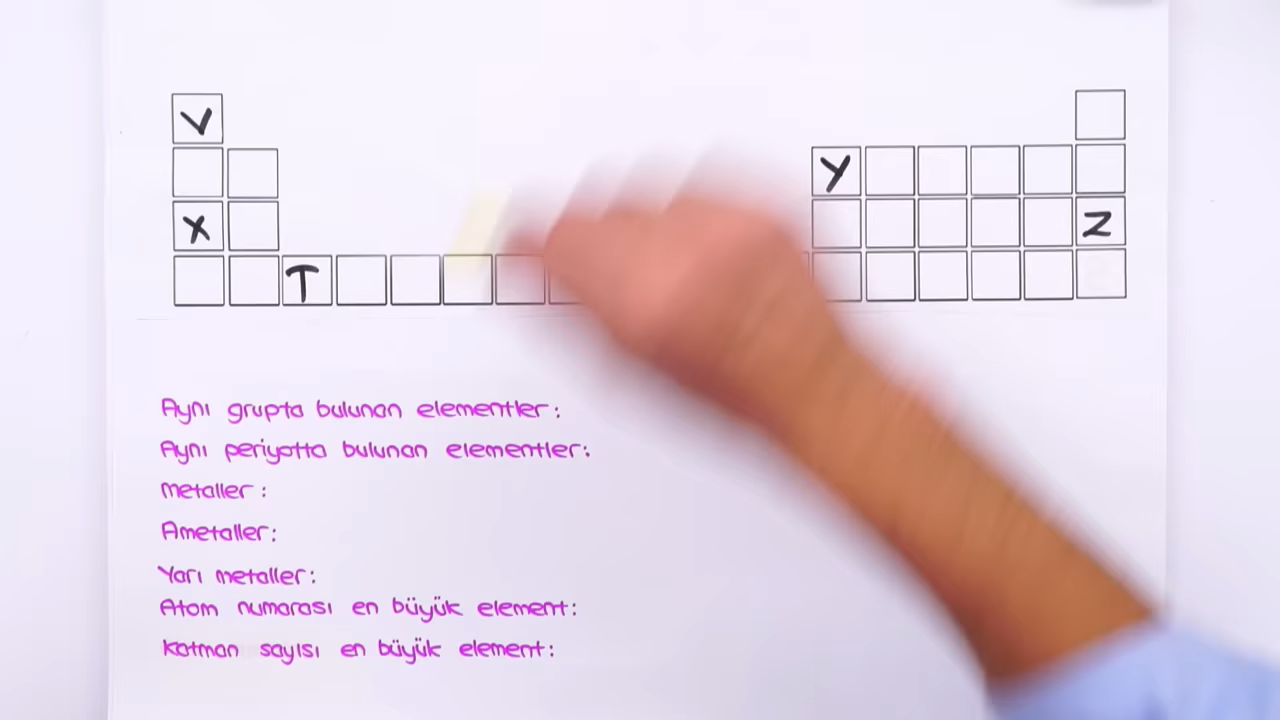 V
Y
X
Z
T
Aynı grupta bulunan elementler:
Aynı periyotta bulunan elementler:
Metaller:
Ametaller:
Yarı metaller:
Atom numarası en büyük element:
Katman sayısı en büyük element: